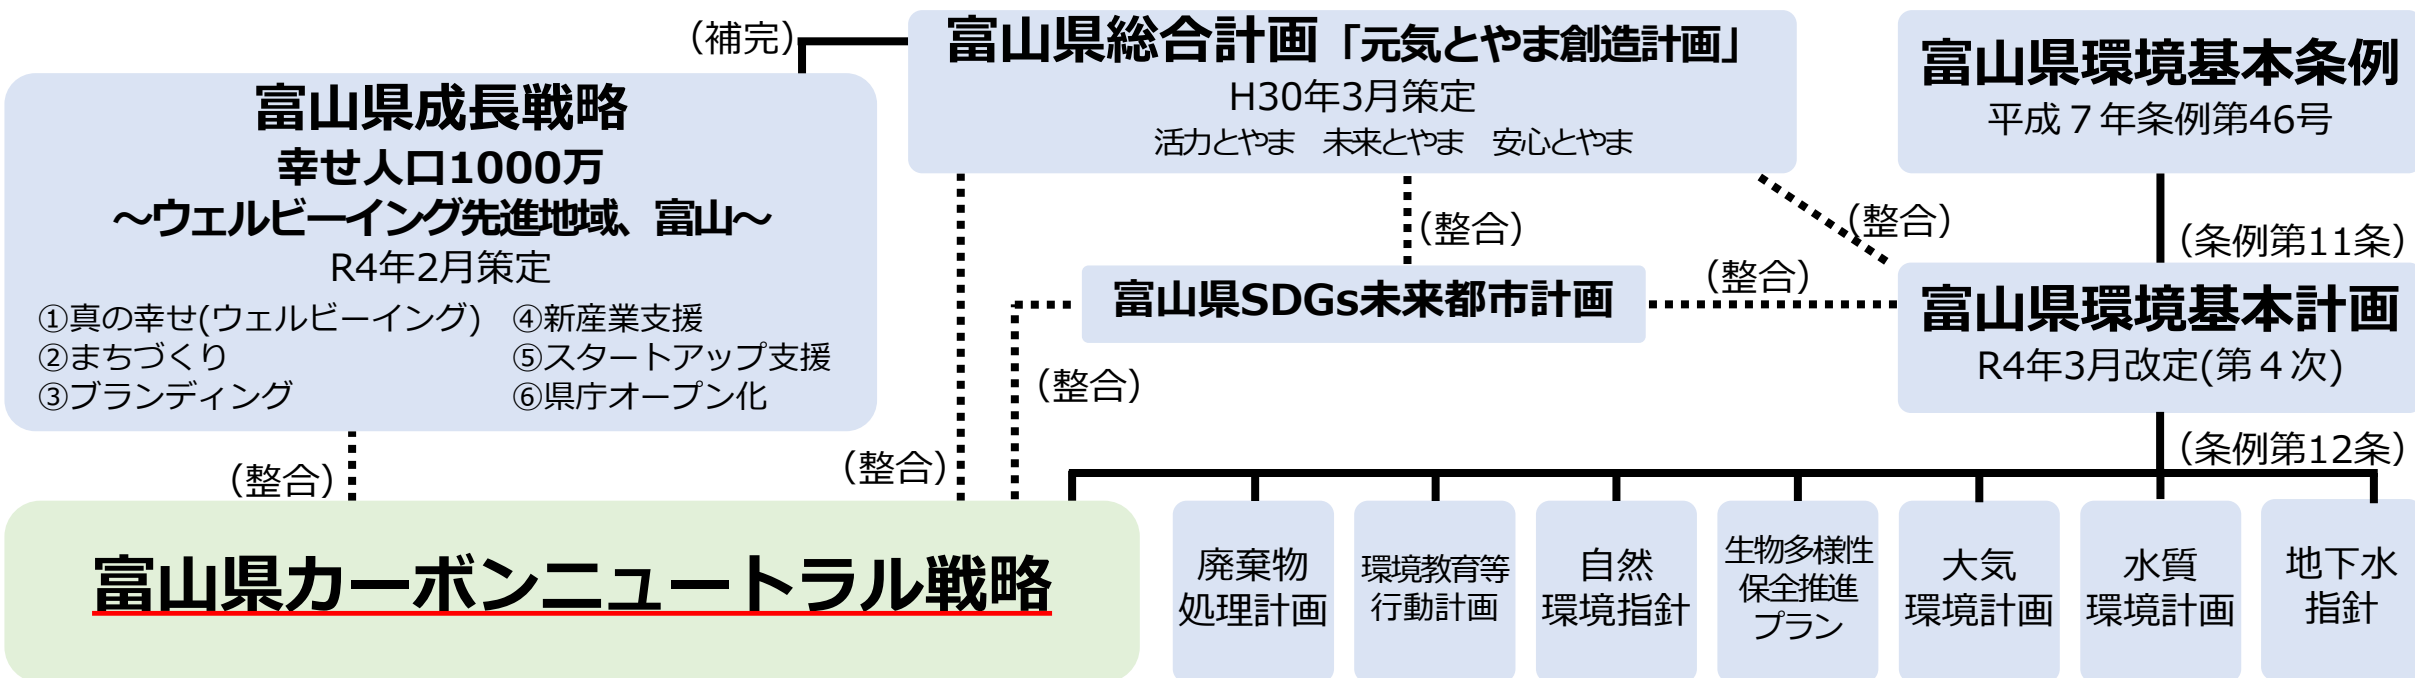 （補完）
富山県総合計画「元気とやま創造計画」
H30年3月策定
活力とやま　未来とやま　安心とやま
富山県環境基本条例
平成７年条例第46号
富山県成長戦略
幸せ人口1000万
～ウェルビーイング先進地域、富山～
R4年2月策定
①真の幸せ(ウェルビーイング)
②まちづくり
③ブランディング
④新産業支援
⑤スタートアップ支援
⑥県庁オープン化
（整合）
（整合）
（条例第11条）
（整合）
富山県SDGs未来都市計画
富山県環境基本計画
R4年3月改定(第４次)
（整合）
（整合）
（整合）
（条例第12条）
富山県カーボンニュートラル戦略
廃棄物
処理計画
環境教育等
行動計画
自然
環境指針
生物多様性
保全推進
プラン
大気
環境計画
水質
環境計画
地下水
指針